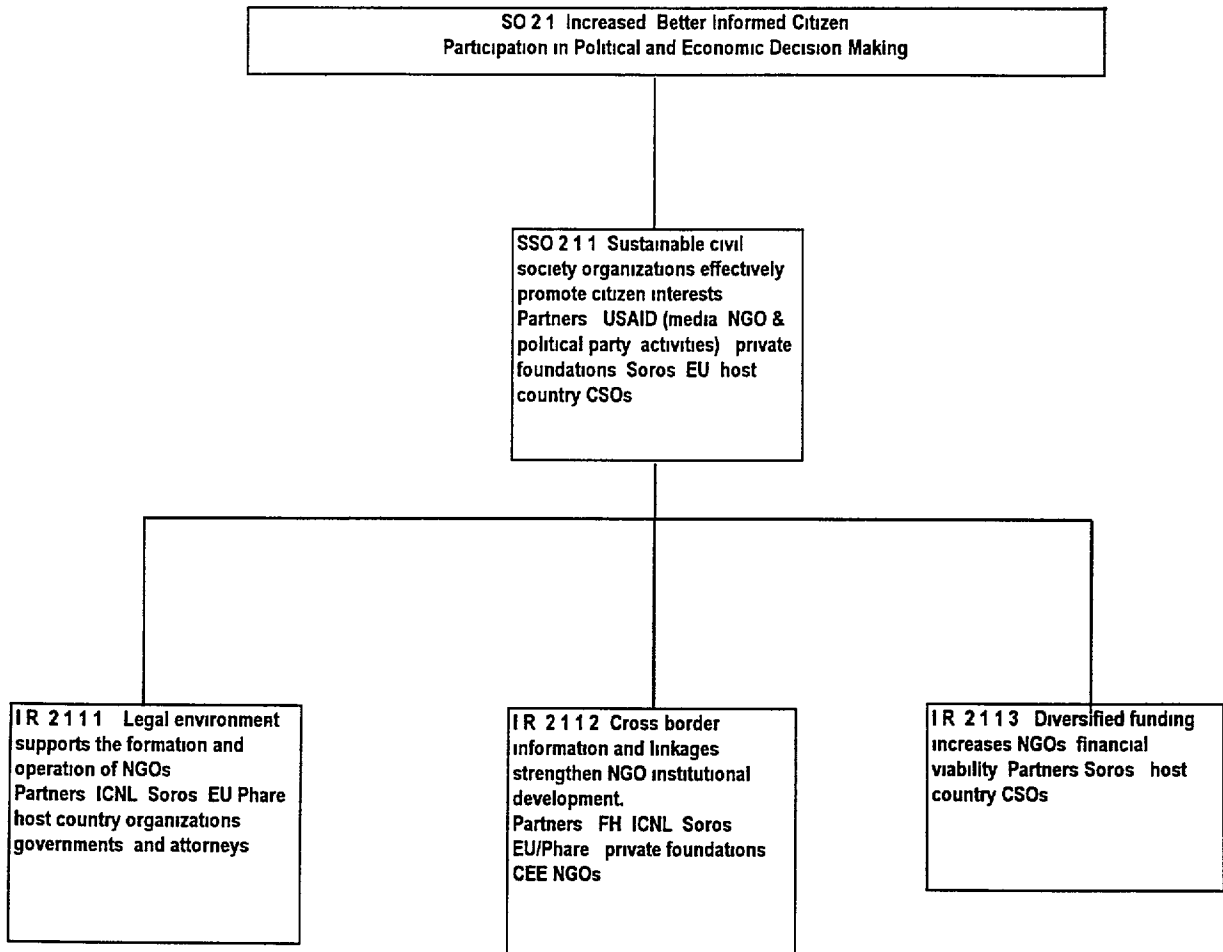 SO 2 1 Increased Better Informed Citizen
Participation in Political and Economic Decision Making
SSO 2 1 1 Sustainable civil
society organizations effectively
promote citizen interests
Partners USAID (media NGO &
political party activities) private
foundations Soros EU host
country CSOs
I R 2 1 1 1 Legal environment
supports the formation and
operation of NGOs
Partners ICNL Soros EU Phare
host country organizations
governments and attorneys
I R 2 1 1 2 Cross border
information and linkages
strengthen NGO institutional
development.
Partners FH ICNL Soros
EU/Phare private foundations
CEE NGOs
I R 2 1 1 3 Diversified funding
increases NGOs financial
viability Partners Soros host
country CSOs